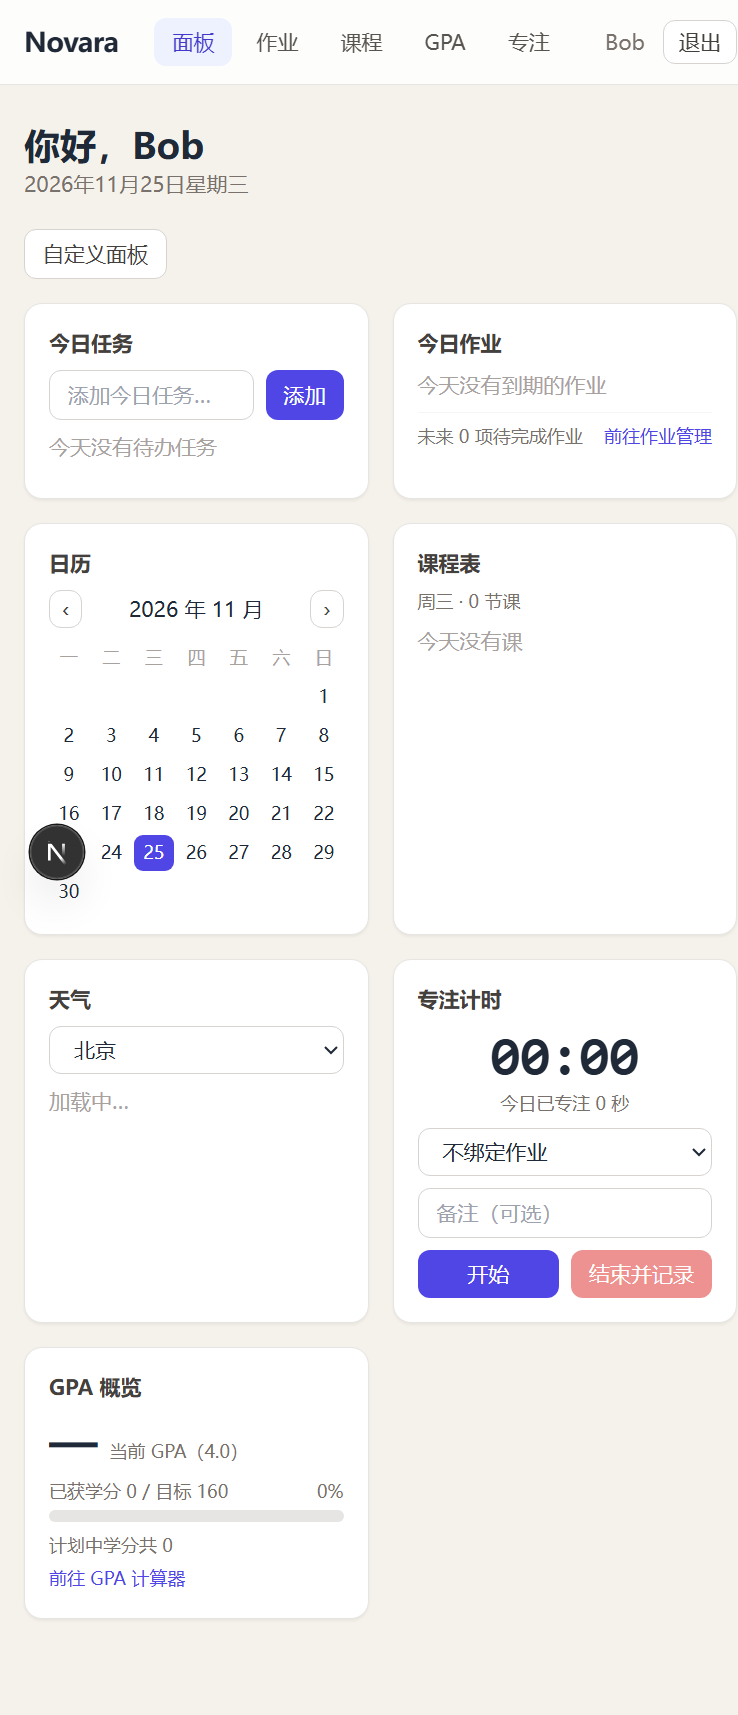 Novara 面板 作业 课程 GPA 专注 Bob 退出
你好，Bob
2026年11月25日星期三
自定义面板
今日任务
添加今日任务... 添加
今天没有待办任务
今日作业
今天没有到期的作业
未来 0 项待完成作业 前往作业管理
日历
‹ 2026 年 11 月 ›
一 二 三 四 五 六 日
1
2 3 4 5 6 7 8
9 10 11 12 13 14 15
16 17 18 19 20 21 22
N 24 25 26 27 28 29
30
课程表
周三 · 0 节课
今天没有课
天气
北京
加载中...
专注计时
00:00
今日已专注 0 秒
不绑定作业
备注（可选）
开始 结束并记录
GPA 概览
— 当前 GPA（4.0）
已获学分 0 / 目标 160 0%
计划中学分共 0
前往 GPA 计算器